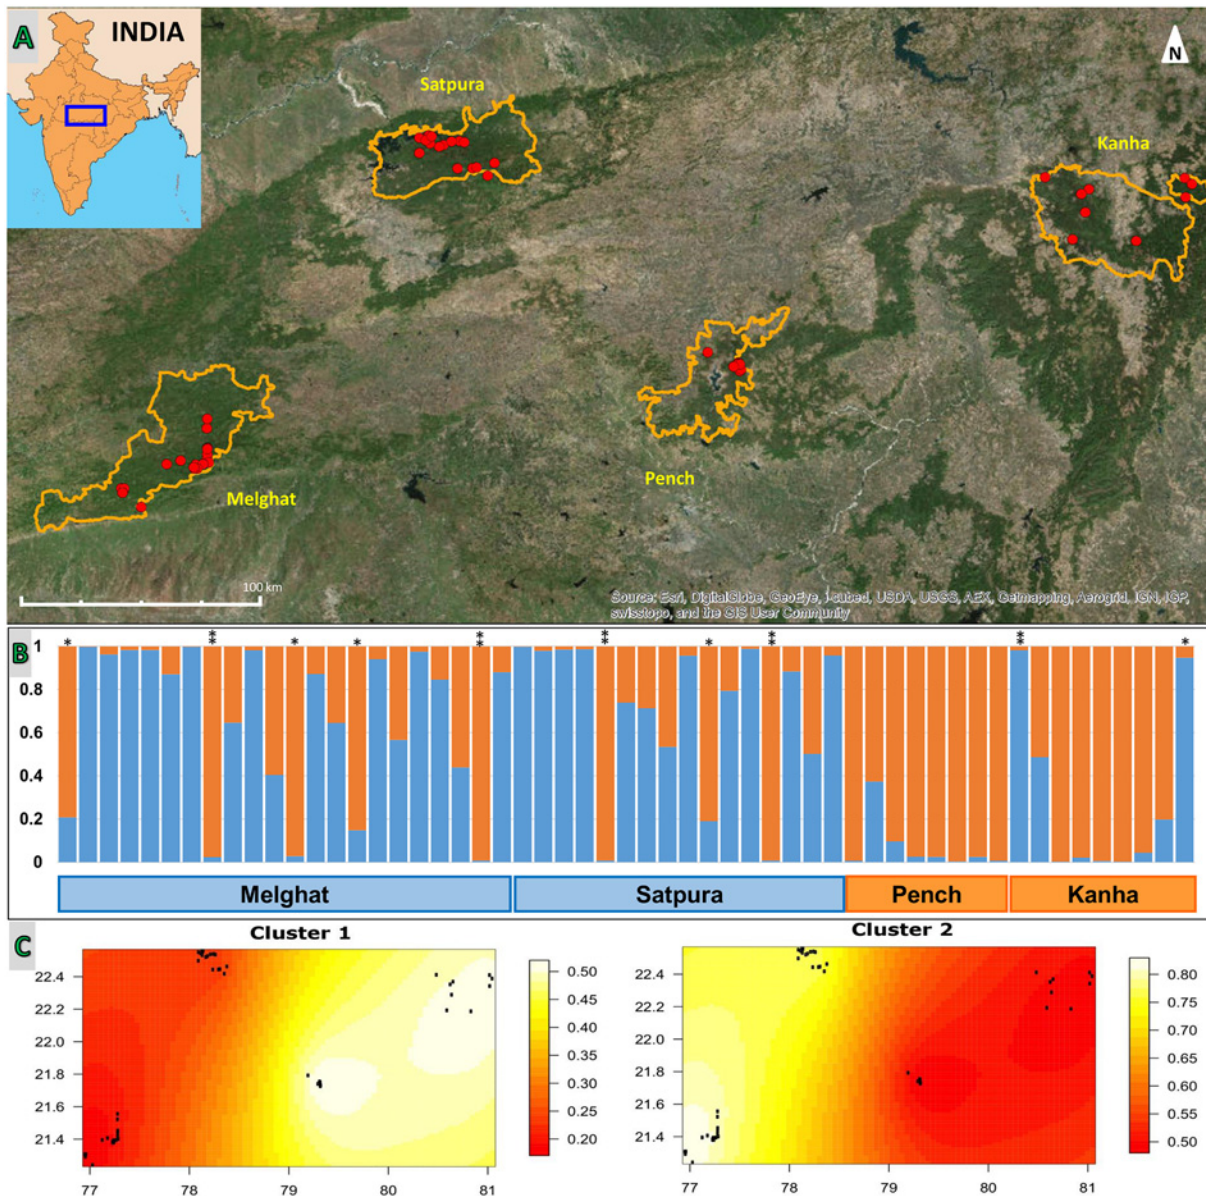 A
INDIA
N
Satpura
Kanha
Pench
Melghat
100 km
Source: Esri, DigitalGlobe, GeoEye, i-cubed, USDA, USGS, AEX, Getmapping, Aerogrid, IGN, IGP,
swisstopo, and the GIS User Community
B
* ** * * ** ** * ** ** *
1
0.8
0.6
0.4
0.2
0
Melghat Satpura Pench Kanha
C
Cluster 1
22.4
22.0
21.8
21.6
21.4
77 78 79 80 81
0.50
0.40
0.35
0.30
0.25
0.20
Cluster 2
22.4
22.2
22.0
21.8
21.6
21.4
77 78 79 80 81
0.80
0.75
0.70
0.65
0.60
0.55
0.50